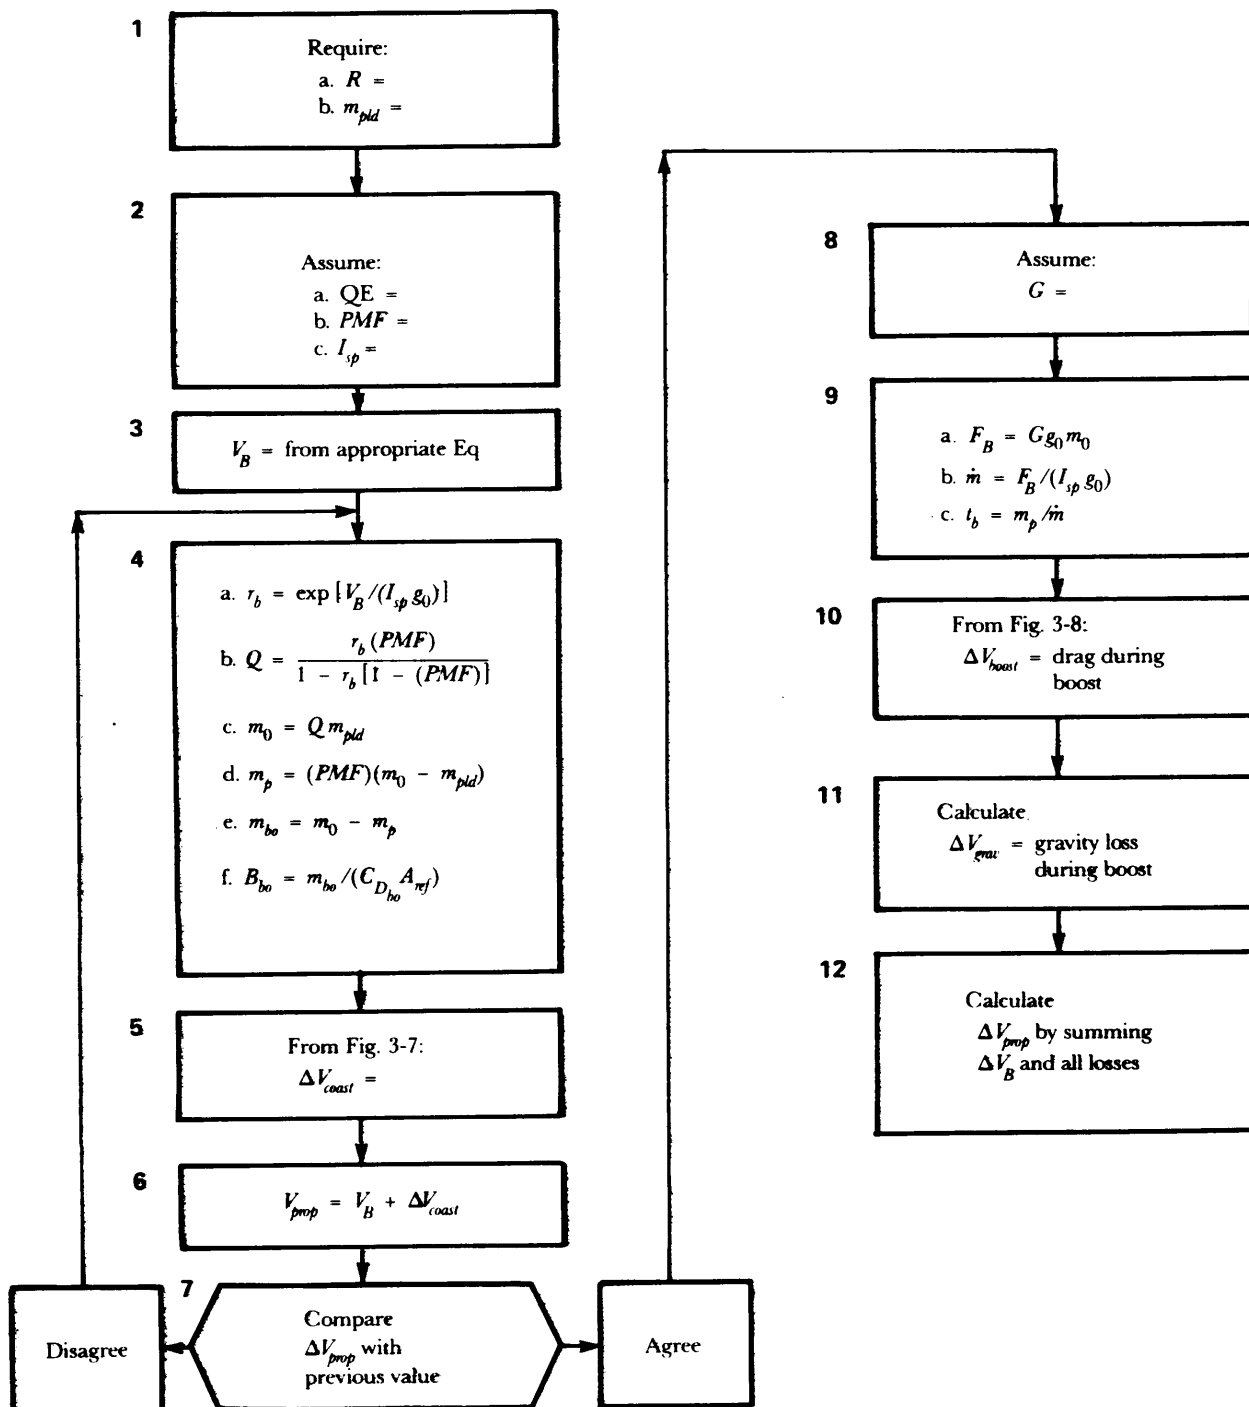 1
Require:
a. R =
b. m_pld =
2
Assume:
a. QE =
b. PMF =
c. I_sp =
3
V_B = from appropriate Eq
4
a. r_b = exp [V_B/(I_sp g_0)]
b. Q = r_b (PMF) / 1 − r_b [1 − (PMF)]
c. m_0 = Q m_pld
d. m_p = (PMF)(m_0 − m_pld)
e. m_bo = m_0 − m_p
f. B_bo = m_bo/(C_D_bo A_ref)
5
From Fig. 3-7:
ΔV_coast =
6
V_prop = V_B + ΔV_coast
7
Compare
ΔV_prop with
previous value
Disagree
Agree
8
Assume:
G =
9
a. F_B = G g_0 m_0
b. ṁ = F_B/(I_sp g_0)
c. t_b = m_p/ṁ
10
From Fig. 3-8:
ΔV_boost = drag during
boost
11
Calculate
ΔV_grav = gravity loss
during boost
12
Calculate
ΔV_prop by summing
ΔV_B and all losses